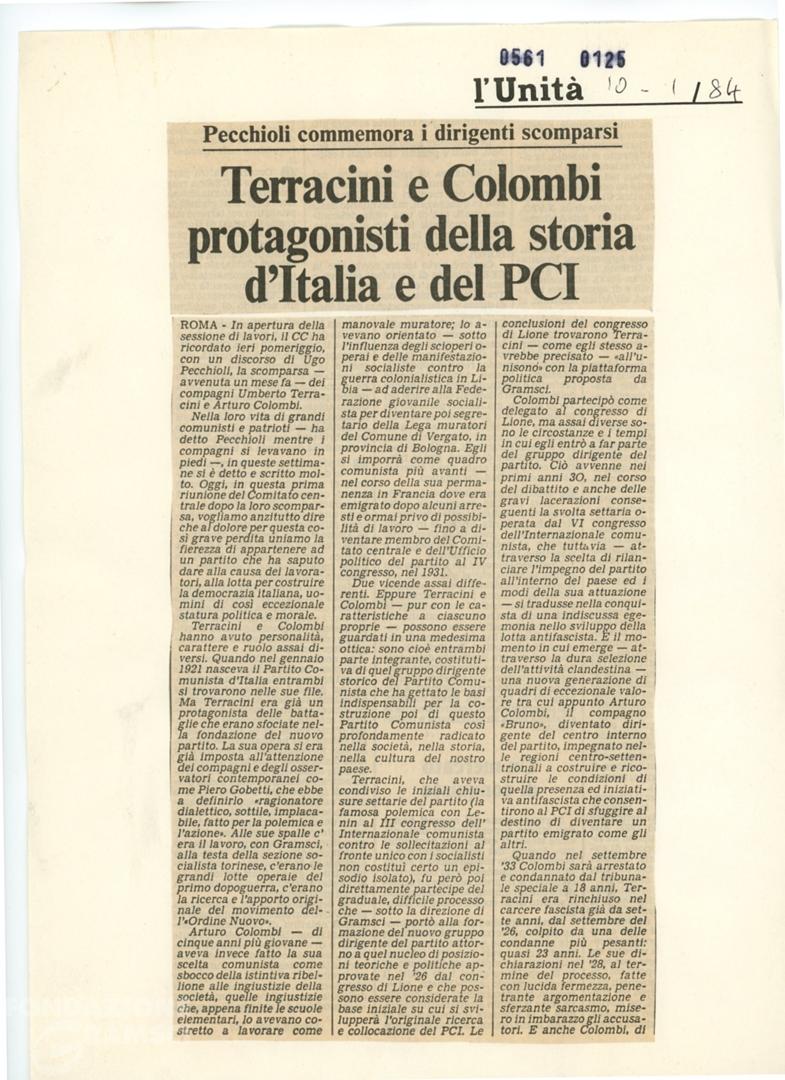 0561 0125
l'Unità 10 - 1 / 84
Pecchioli commemora i dirigenti scomparsi
Terracini e Colombi
protagonisti della storia
d'Italia e del PCI
ROMA - In apertura della
sessione di lavori, il CC ha
ricordato ieri pomeriggio,
con un discorso di Ugo
Pecchioli, la scomparsa —
avvenuta un mese fa — dei
compagni Umberto Terra-
cini e Arturo Colombi.
Nella loro vita di grandi
comunisti e patrioti — ha
detto Pecchioli mentre i
compagni si levavano in
piedi —, in queste settima-
ne si è detto e scritto mol-
to. Oggi, in questa prima
riunione del Comitato cen-
trale dopo la loro scompar-
sa, vogliamo anzitutto dire
che al dolore per questa co-
sì grave perdita uniamo la
fierezza di appartenere ad
un partito che ha saputo
dare alla causa dei lavora-
tori, alla lotta per costruire
la democrazia italiana, uo-
mini di così eccezionale
statura politica e morale.
Terracini e Colombi
hanno avuto personalità,
carattere e ruolo assai di-
versi. Quando nel gennaio
1921 nasceva il Partito Co-
munista d'Italia entrambi
si trovarono nelle sue file.
Ma Terracini era già un
protagonista delle batta-
glie che erano sfociate nel-
la fondazione del nuovo
partito. La sua opera si era
già imposta all'attenzione
dei compagni e degli osser-
vatori contemporanei co-
me Piero Gobetti, che ebbe
a definirlo «ragionatore
dialettico, sottile, implaca-
bile, fatto per la polemica e
l'azione». Alle sue spalle c'
era il lavoro, con Gramsci,
alla testa della sezione so-
cialista torinese, c'erano le
grandi lotte operaie del
primo dopoguerra, c'erano
la ricerca e l'apporto origi-
nale del movimento del-
l'«Ordine Nuovo».
Arturo Colombi — di
cinque anni più giovane —
aveva invece fatto la sua
scelta comunista come
sbocco della istintiva ribel-
lione alle ingiustizie della
società, quelle ingiustizie
che, appena finite le scuole
elementari, lo avevano co-
stretto a lavorare come
manovale muratore; lo a-
vevano orientato — sotto
l'influenza degli scioperi o-
perai e delle manifestazio-
ni socialiste contro la
guerra colonialistica in Li-
bia — ad aderire alla Fede-
razione giovanile sociali-
sta per diventare poi segre-
tario della Lega muratori
del Comune di Vergato, in
provincia di Bologna. Egli
si imporrà come quadro
comunista più avanti —
nel corso della sua perma-
nenza in Francia dove era
emigrato dopo alcuni arre-
sti e ormai privo di possibi-
lità di lavoro — fino a di-
ventare membro del Comi-
tato centrale e dell'Ufficio
politico del partito al IV
congresso, nel 1931.
Due vicende assai diffe-
renti. Eppure Terracini e
Colombi — pur con le ca-
ratteristiche a ciascuno
proprie — possono essere
guardati in una medesima
ottica: sono cioè entrambi
parte integrante, costituti-
va di quel gruppo dirigente
storico del Partito Comu-
nista che ha gettato le basi
indispensabili per la co-
struzione poi di questo
Partito Comunista così
profondamente radicato
nella società, nella storia,
nella cultura del nostro
paese.
Terracini, che aveva
condiviso le iniziali chiu-
sure settarie del partito (la
famosa polemica con Le-
nin al III congresso dell'
Internazionale comunista
contro le sollecitazioni al
fronte unico con i socialisti
non costituì certo un epi-
sodio isolato), fu però poi
direttamente partecipe del
graduale, difficile processo
che — sotto la direzione di
Gramsci — portò alla for-
mazione del nuovo gruppo
dirigente del partito attor-
no a quel nucleo di posizio-
ni teoriche e politiche ap-
provate nel '26 dal con-
gresso di Lione e che pos-
sono essere considerate la
base iniziale su cui si svi-
lupperà l'originale ricerca
e collocazione del PCI. Le
conclusioni del congresso
di Lione trovarono Terra-
cini — come egli stesso a-
vrebbe precisato — «all'u-
nisono» con la piattaforma
politica proposta da
Gramsci.
Colombi partecipò come
delegato al congresso di
Lione, ma assai diverse so-
no le circostanze e i tempi
in cui egli entrò a far parte
del gruppo dirigente del
partito. Ciò avvenne nei
primi anni 30, nel corso
del dibattito e anche delle
gravi lacerazioni conse-
guenti la svolta settaria o-
perata dal VI congresso
dell'Internazionale comu-
nista, che tuttavia — at-
traverso la scelta di rilan-
ciare l'impegno del partito
all'interno del paese ed i
modi della sua attuazione
— si tradusse nella conqui-
sta di una indiscussa ege-
monia nello sviluppo della
lotta antifascista. È il mo-
mento in cui emerge — at-
traverso la dura selezione
dell'attività clandestina —
una nuova generazione di
quadri di eccezionale valo-
re tra cui appunto Arturo
Colombi, il compagno
«Bruno», diventato diri-
gente del centro interno
del partito, impegnato nel-
le regioni centro-setten-
trionali a costruire e rico-
struire le condizioni di
quella presenza ed iniziati-
va antifascista che consen-
tirono al PCI di sfuggire al
destino di diventare un
partito emigrato come gli
altri.
Quando nel settembre
'33 Colombi sarà arrestato
e condannato dal tribuna-
le speciale a 18 anni, Ter-
racini era rinchiuso nel
carcere fascista già da set-
te anni, dal settembre del
'26, colpito da una delle
condanne più pesanti:
quasi 23 anni. Le sue di-
chiarazioni nel '28, al ter-
mine del processo, fatte
con lucida fermezza, pene-
trante argomentazione e
sferzante sarcasmo, mise-
ro in imbarazzo gli accusa-
tori. E anche Colombi, di